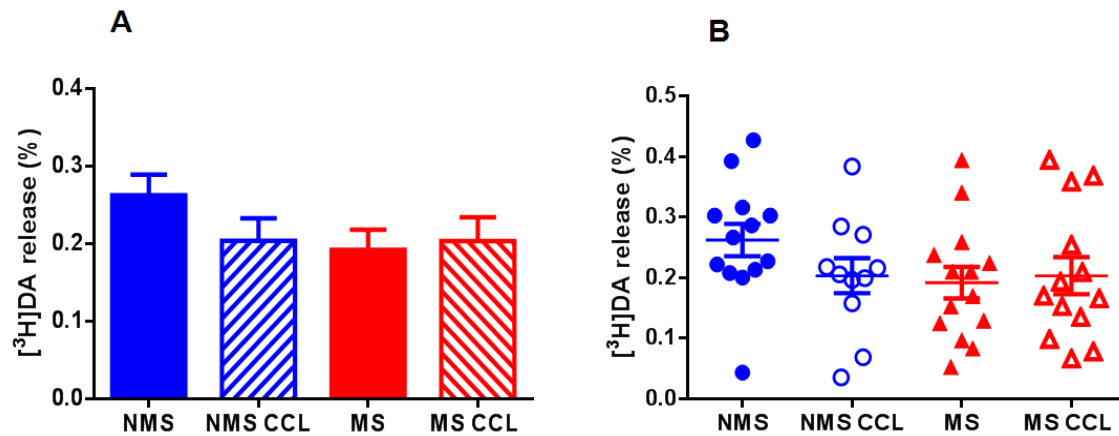 A
[³H]DA release (%)
0.4
0.3
0.2
0.1
0.0
NMS NMS CCL MS MS CCL
B
[³H]DA release (%)
0.5
0.4
0.3
0.2
0.1
0.0
NMS NMS CCL MS MS CCL